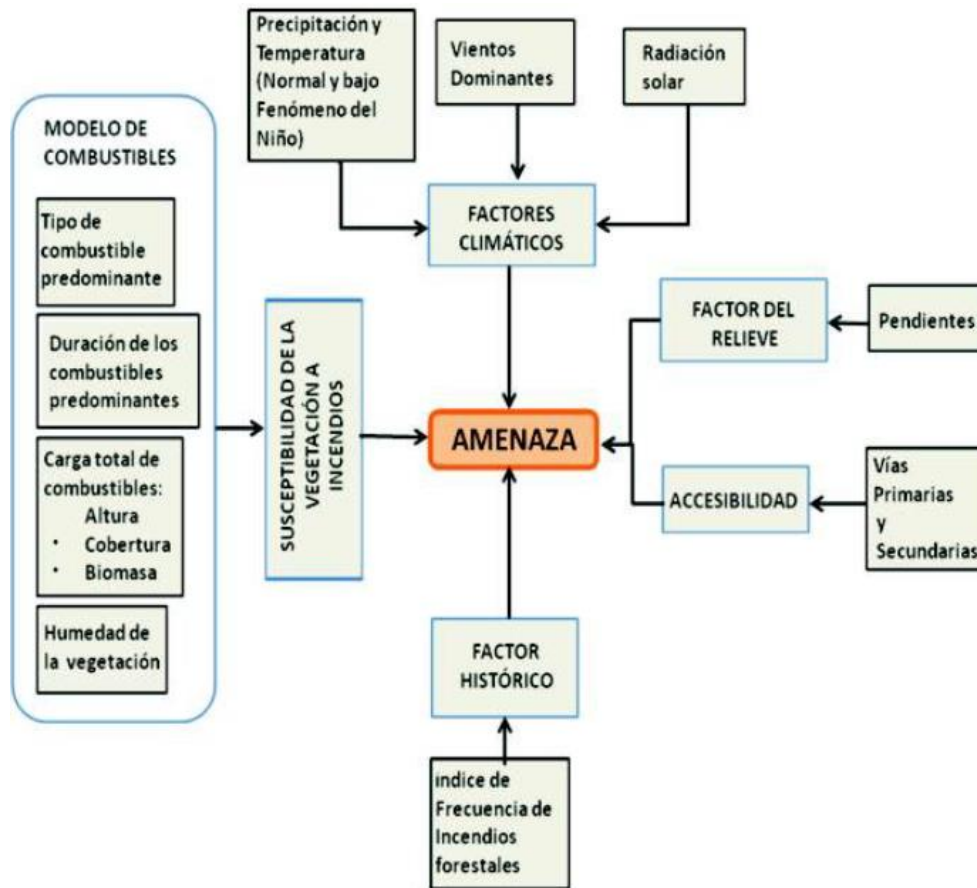 Precipitación y
Temperatura
(Normal y bajo
Fenómeno del
Niño)
Vientos
Dominantes
Radiación
solar
MODELO DE
COMBUSTIBLES
Tipo de
combustible
predominante
Duración de los
combustibles
predominantes
Carga total de
combustibles:
Altura
• Cobertura
• Biomasa
Humedad de
la vegetación
SUSCEPTIBILIDAD DE LA
VEGETACIÓN A
INCENDIOS
FACTORES
CLIMÁTICOS
AMENAZA
FACTOR DEL
RELIEVE
Pendientes
ACCESIBILIDAD
Vías
Primarias
y
Secundarias
FACTOR
HISTÓRICO
índice de
Frecuencia de
Incendios
forestales